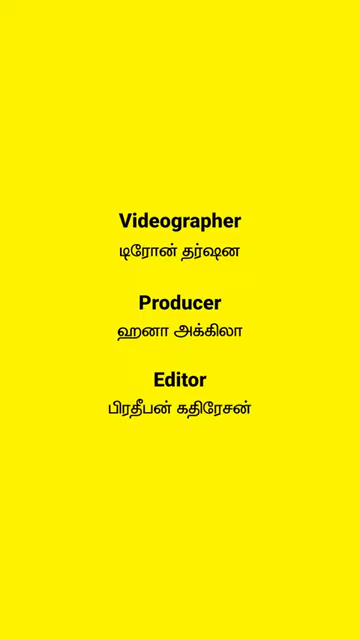 Videographer
டிரோன் தர்ஷன
Producer
ஹனா அக்கிலா
Editor
பிரதீபன் கதிரேசன்